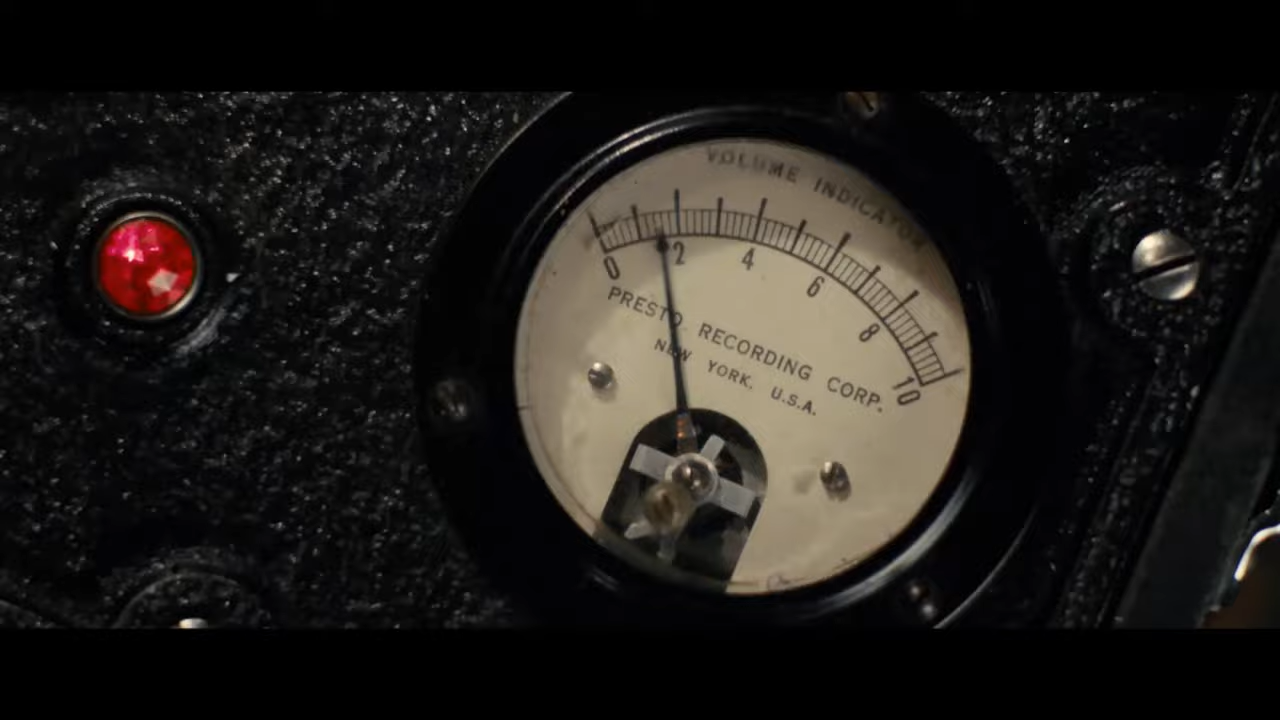 VOLUME INDICATOR
0 2 4 6 8 10
PRESTO RECORDING CORP.
NEW YORK. U.S.A.